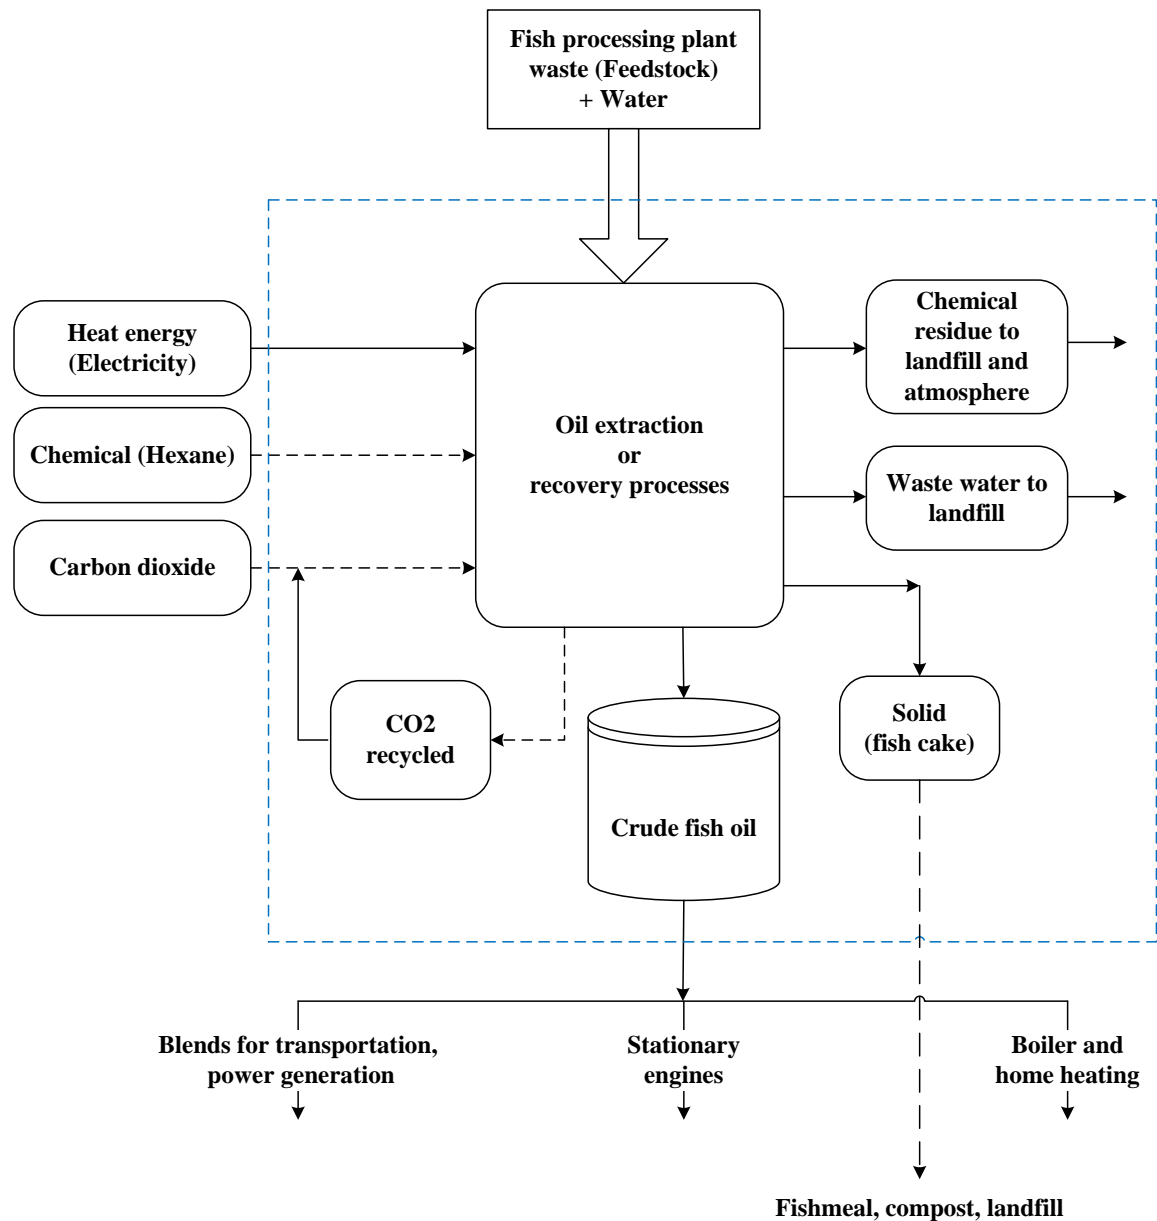 Fish processing plant
waste (Feedstock)
+ Water
Heat energy
(Electricity)
Chemical (Hexane)
Carbon dioxide
Oil extraction
or
recovery processes
Chemical
residue to
landfill and
atmosphere
Waste water to
landfill
CO2
recycled
Crude fish oil
Solid
(fish cake)
Blends for transportation,
power generation
Stationary
engines
Boiler and
home heating
Fishmeal, compost, landfill